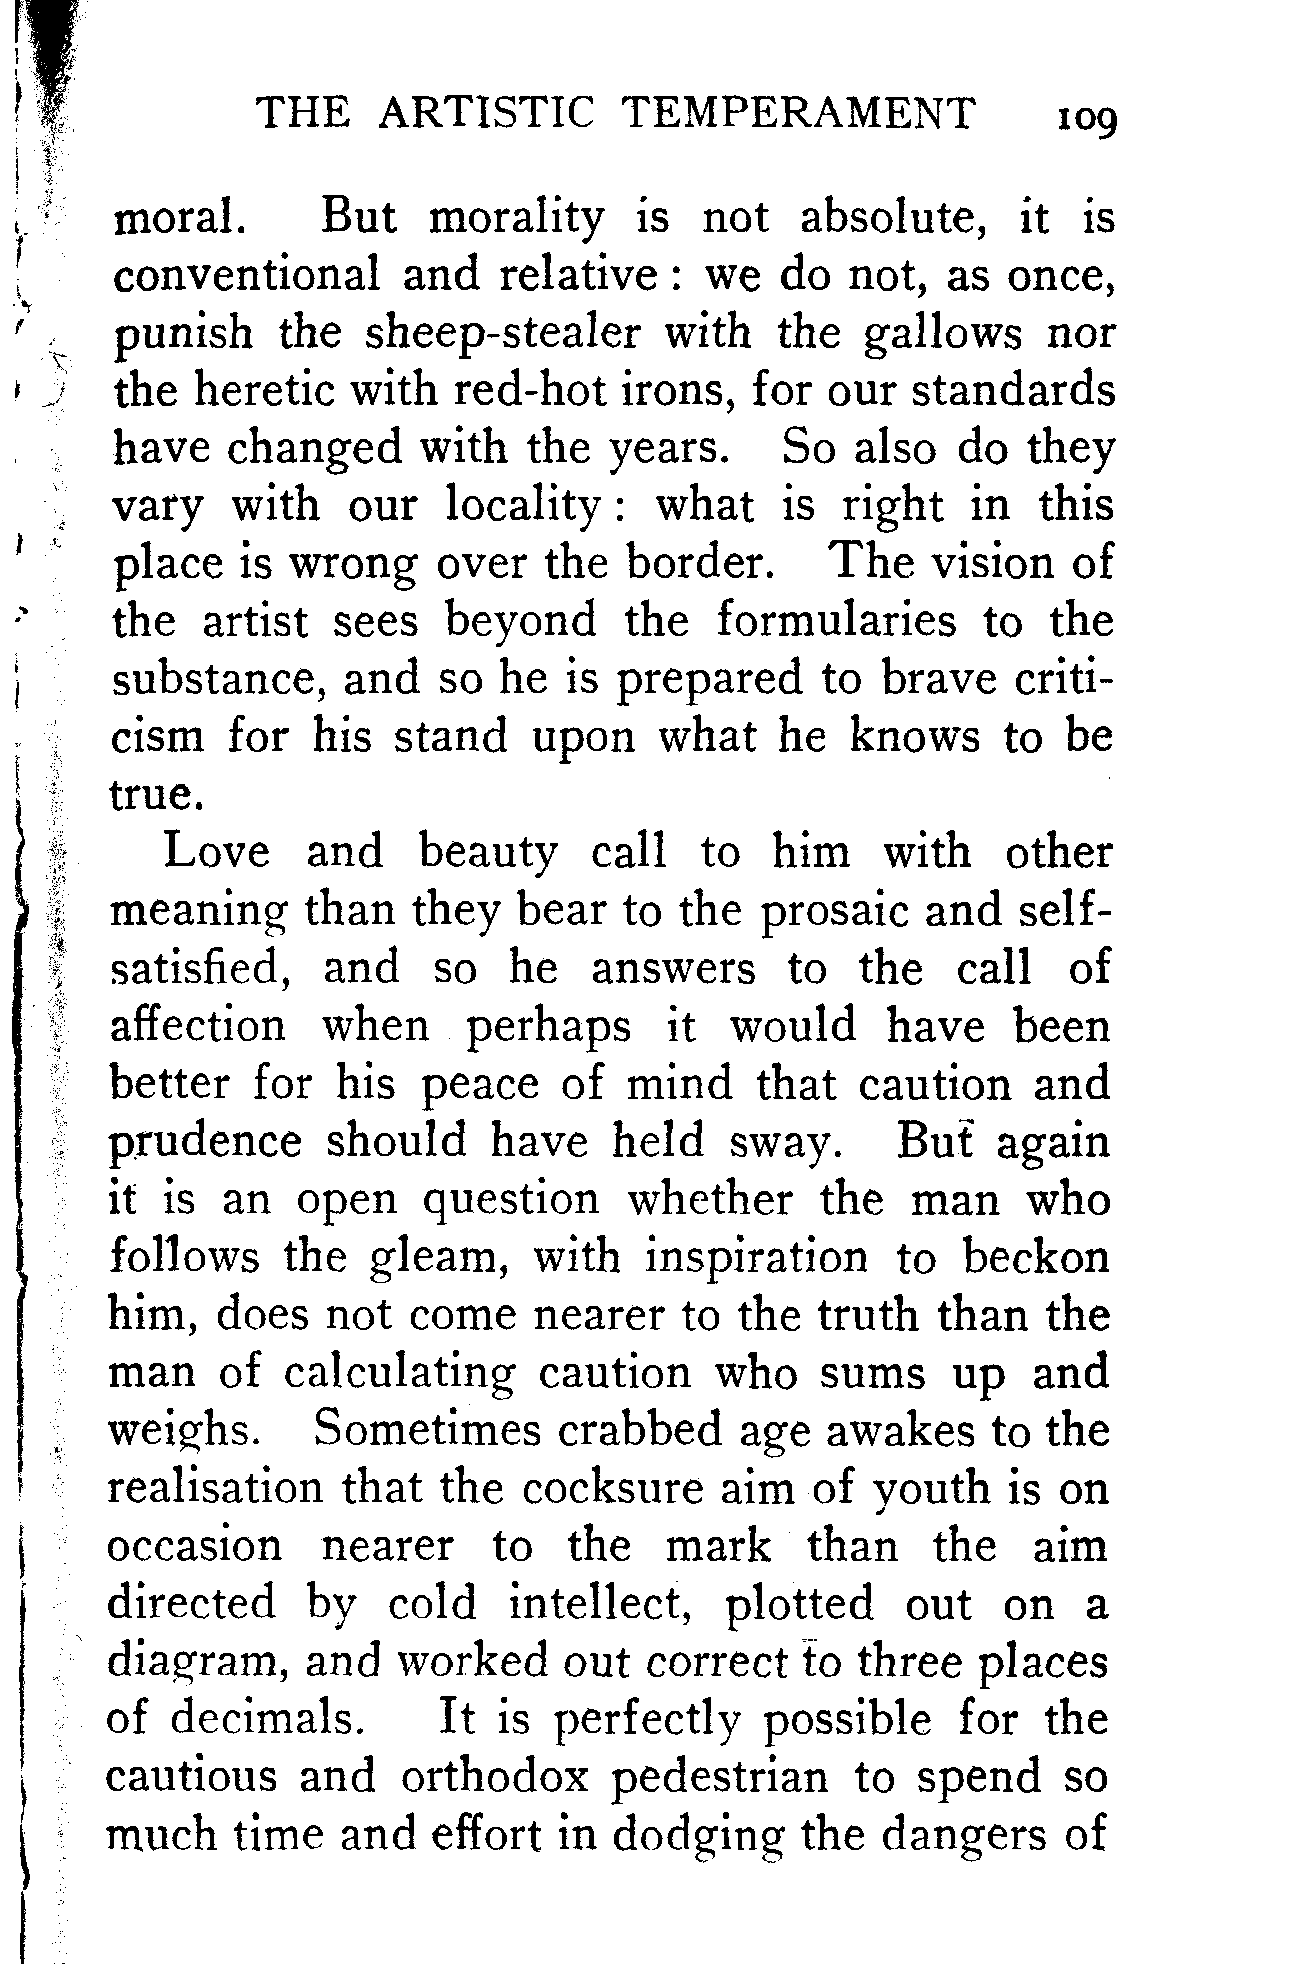 THE ARTISTIC TEMPERAMENT 109
moral. But morality is not absolute, it is
conventional and relative : we do not, as once,
punish the sheep-stealer with the gallows nor
the heretic with red-hot irons, for our standards
have changed with the years. So also do they
vary with our locality : what is right in this
place is wrong over the border. The vision of
the artist sees beyond the formularies to the
substance, and so he is prepared to brave criti-
cism for his stand upon what he knows to be
true.
Love and beauty call to him with other
meaning than they bear to the prosaic and self-
satisfied, and so he answers to the call of
affection when perhaps it would have been
better for his peace of mind that caution and
prudence should have held sway. But again
it is an open question whether the man who
follows the gleam, with inspiration to beckon
him, does not come nearer to the truth than the
man of calculating caution who sums up and
weighs. Sometimes crabbed age awakes to the
realisation that the cocksure aim of youth is on
occasion nearer to the mark than the aim
directed by cold intellect, plotted out on a
diagram, and worked out correct to three places
of decimals. It is perfectly possible for the
cautious and orthodox pedestrian to spend so
much time and effort in dodging the dangers of